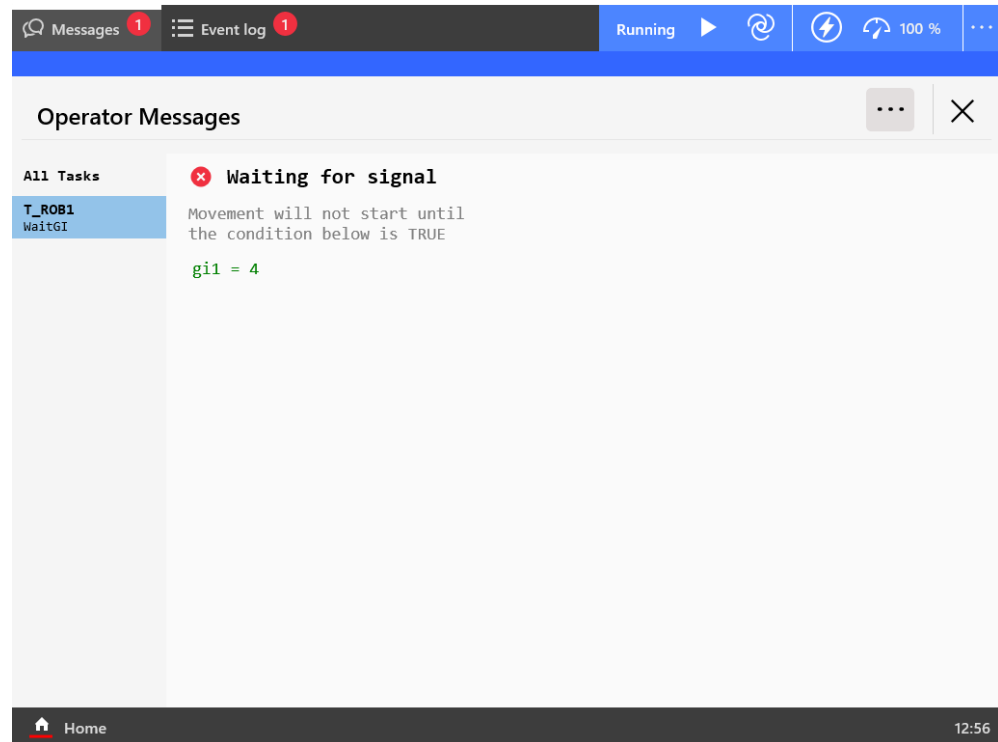 Messages 1 Event log 1 Running 100 % ...
Operator Messages ...
All Tasks
T_ROB1
WaitGI
Waiting for signal
Movement will not start until
the condition below is TRUE
gi1 = 4
Home 12:56